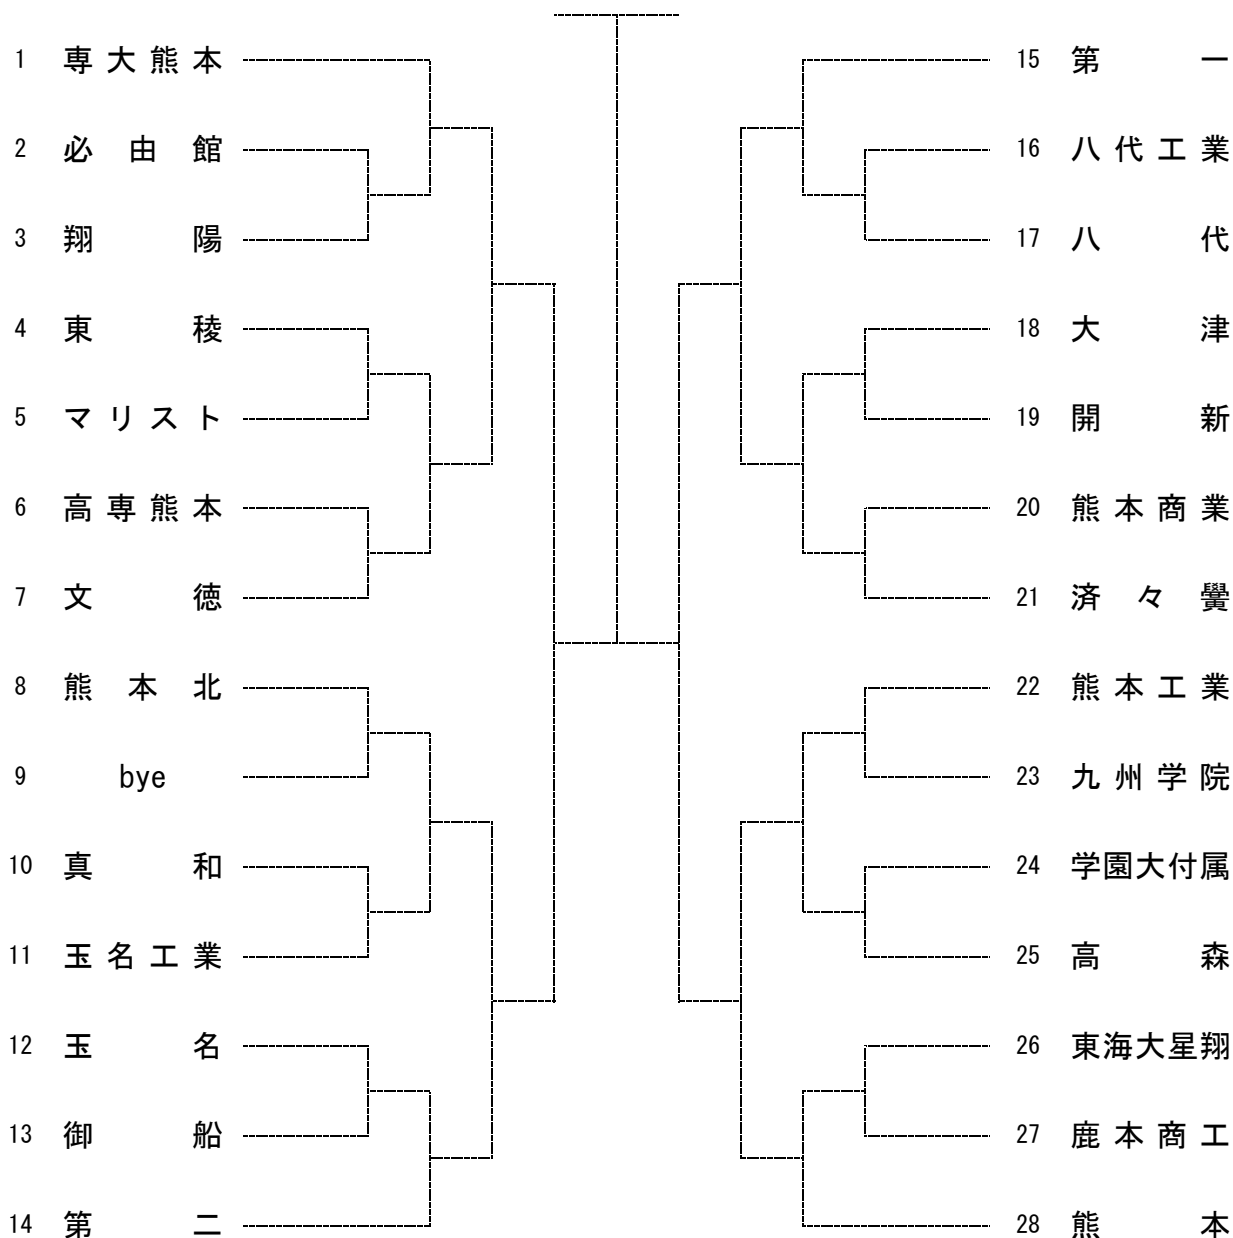 1 専大熊本
2 必由館
3 翔陽
4 東稜
5 マリスト
6 高専熊本
7 文徳
8 熊本北
9 bye
10 真和
11 玉名工業
12 玉名
13 御船
14 第二
15 第一
16 八代工業
17 八代
18 大津
19 開新
20 熊本商業
21 済々黌
22 熊本工業
23 九州学院
24 学園大付属
25 高森
26 東海大星翔
27 鹿本商工
28 熊本